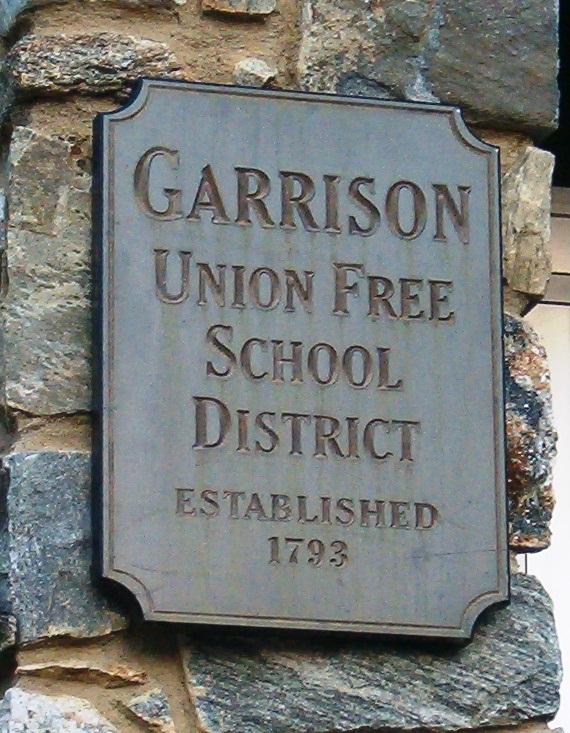 GARRISON
UNION FREE
SCHOOL
DISTRICT
ESTABLISHED
1793